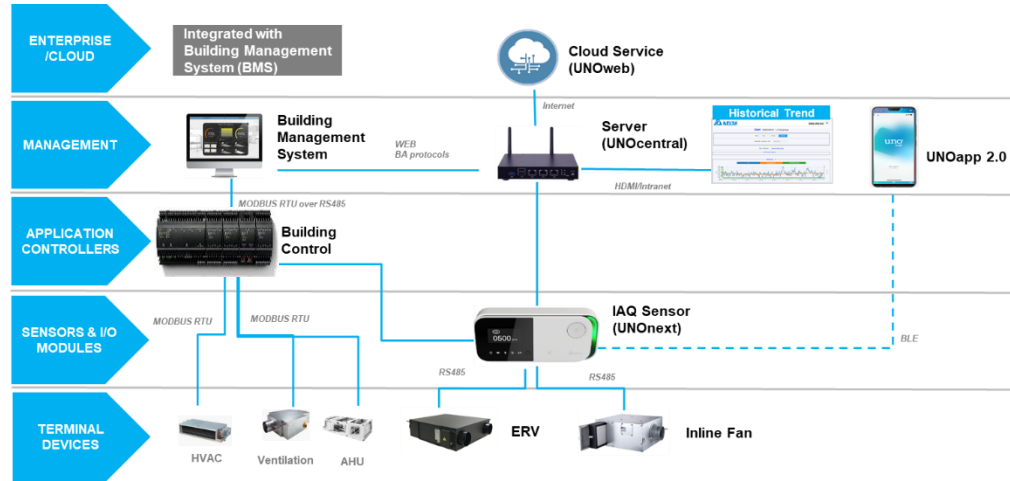 ENTERPRISE
/CLOUD
Integrated with
Building Management
System (BMS)
Cloud Service
(UNOweb)
internet
MANAGEMENT
Building
Management
System
WEB
BA protocols
Server
(UNOcentral)
HDMI/Intranet
Historical Trend
uno
UNOapp 2.0
MODBUS RTU over RS485
APPLICATION
CONTROLLERS
Building
Control
SENSORS & I/O
MODULES
MODBUS RTU
MODBUS RTU
IAQ Sensor
(UNOnext)
0500
BLE
RS485
RS485
TERMINAL
DEVICES
HVAC
Ventilation
AHU
ERV
Inline Fan